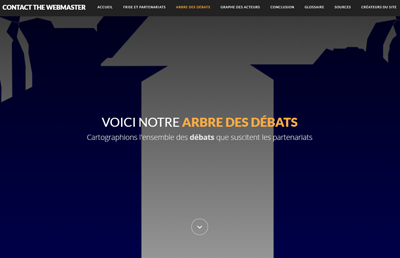 CONTACT THE WEBMASTER ACCUEIL FRISE ET PARTENARIATS ARBRE DES DÉBATS GRAPHE DES ACTEURS CONCLUSION GLOSSAIRE SOURCES CRÉATEURS DU SITE
VOICI NOTRE ARBRE DES DÉBATS
Cartographions l'ensemble des débats que suscitent les partenariats